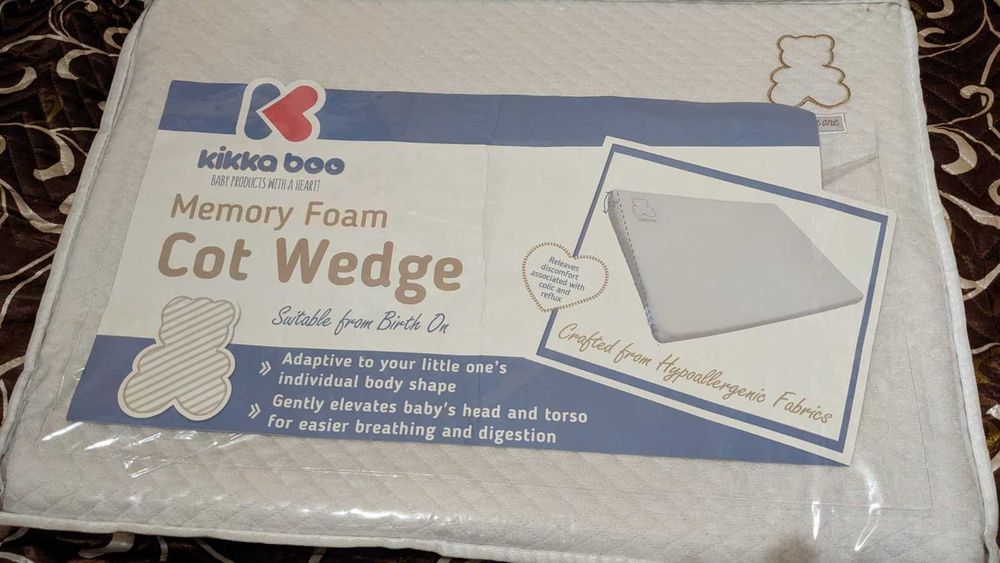 kikka boo
BABY PRODUCTS WITH A HEART!
Memory Foam
Cot Wedge
Suitable from Birth On
» Adaptive to your little one's
individual body shape
» Gently elevates baby's head and torso
for easier breathing and digestion
Releaves
discomfort
associated with
colic and
reflux
Crafted from Hypoallergenic Fabrics